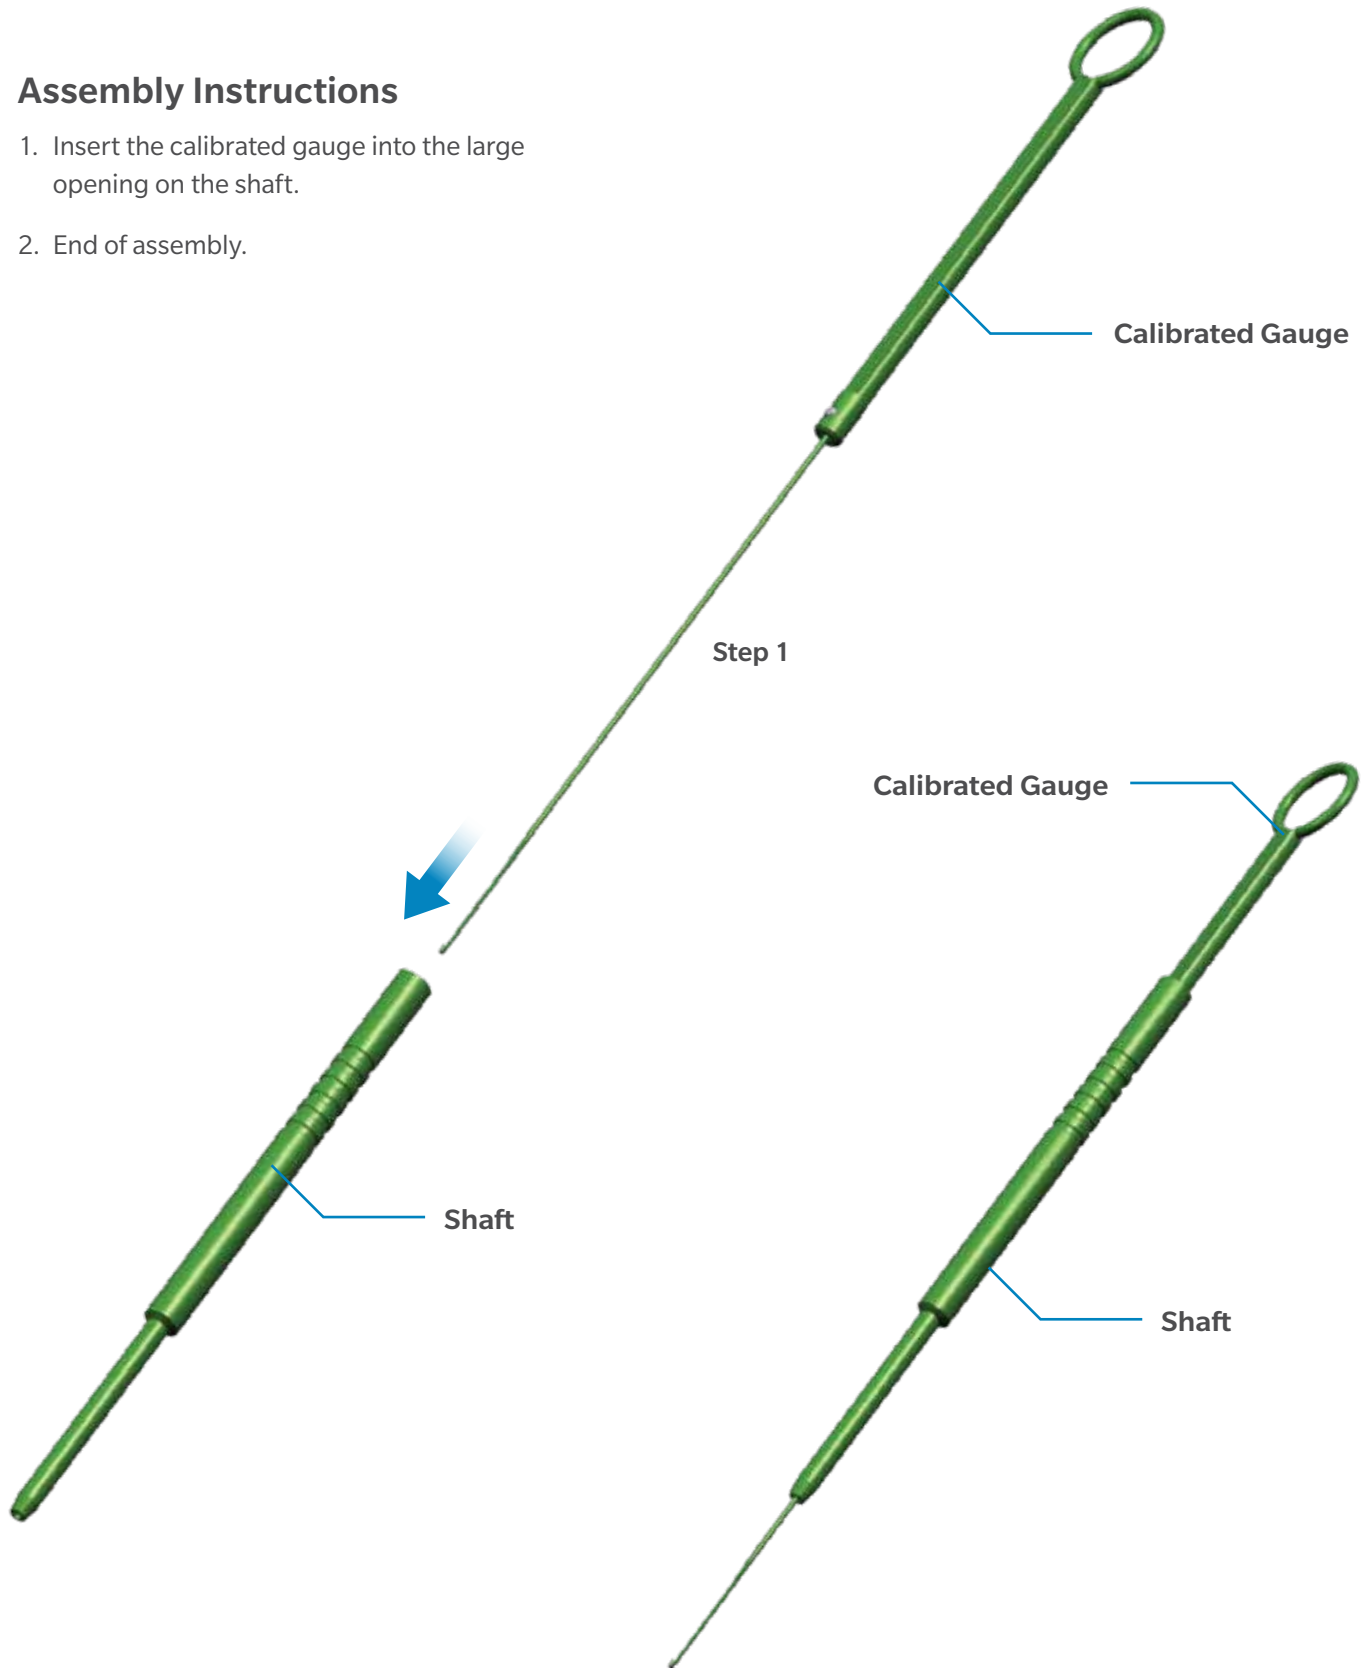 Assembly Instructions
1. Insert the calibrated gauge into the large
opening on the shaft.
2. End of assembly.
Calibrated Gauge
Step 1
Calibrated Gauge
Shaft
Shaft